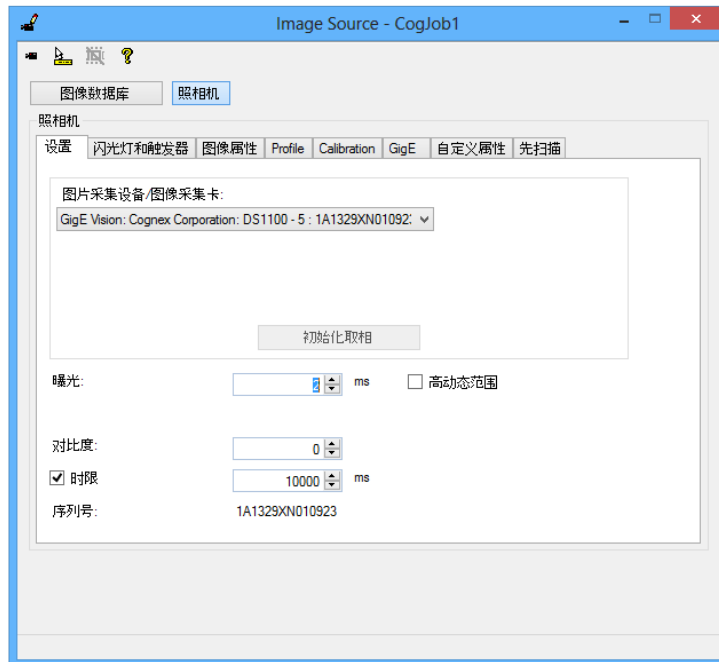 Image Source - CogJob1
图像数据库 照相机
照相机
设置 闪光灯和触发器 图像属性 Profile Calibration GigE 自定义属性 先扫描
图片采集设备/图像采集卡:
GigE Vision: Cognex Corporation: DS1100 - 5 : 1A1329XN01092:
初始化取相
曝光: 2 ms 高动态范围
对比度: 0
时限 10000 ms
序列号: 1A1329XN010923